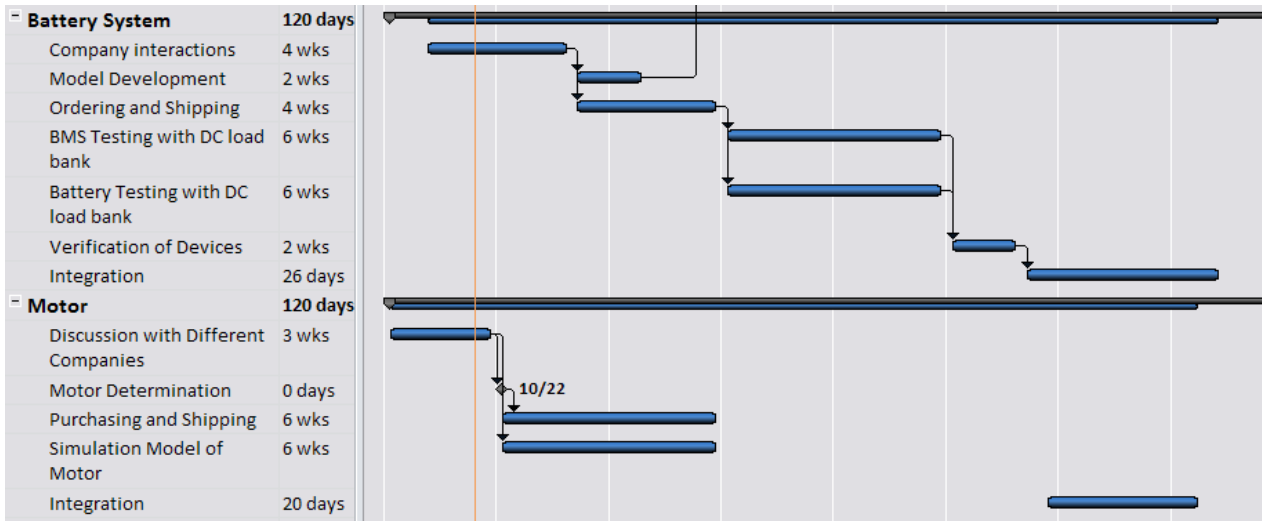 Battery System 120 days
Company interactions 4 wks
Model Development 2 wks
Ordering and Shipping 4 wks
BMS Testing with DC load 6 wks
bank
Battery Testing with DC 6 wks
load bank
Verification of Devices 2 wks
Integration 26 days
Motor 120 days
Discussion with Different 3 wks
Companies
Motor Determination 0 days 10/22
Purchasing and Shipping 6 wks
Simulation Model of 6 wks
Motor
Integration 20 days